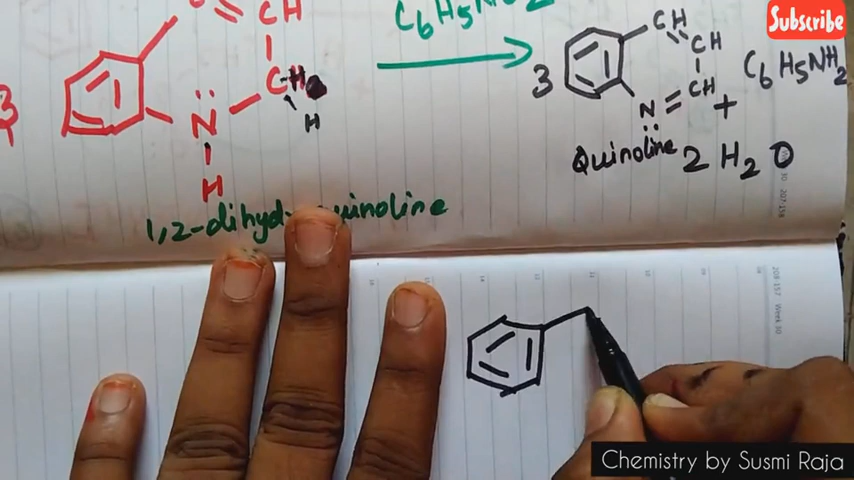 Subscribe
CH
C6H5NO2
CH
CH
CH
CH
3
C6H5NH2
3
N
N
+
H
H
Quinoline
2 H2O
H
1,2-dihyd uinoline
Chemistry by Susmi Raja